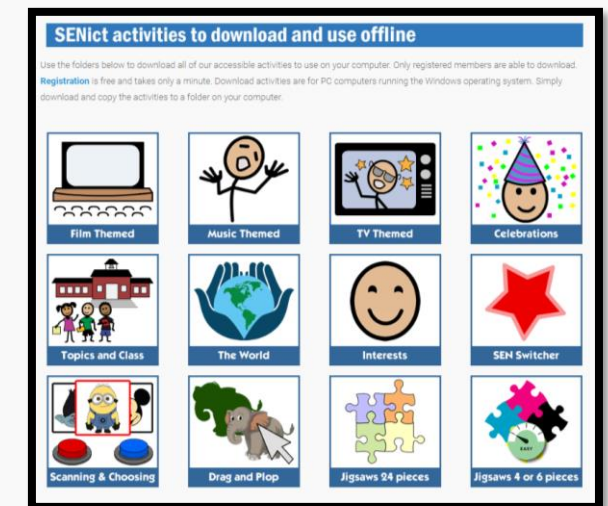 SENict activities to download and use offline
Use the folders below to download all of our accessible activities to use on your computer. Only registered members are able to download.
Registration is free and takes only a minute. Download activities are for PC computers running the Windows operating system. Simply
download and copy the activities to a folder on your computer.
Film Themed
Music Themed
TV Themed
Celebrations
Topics and Class
The World
Interests
SEN Switcher
Scanning & Choosing
Drag and Plop
Jigsaws 24 pieces
EASY
Jigsaws 4 or 6 pieces